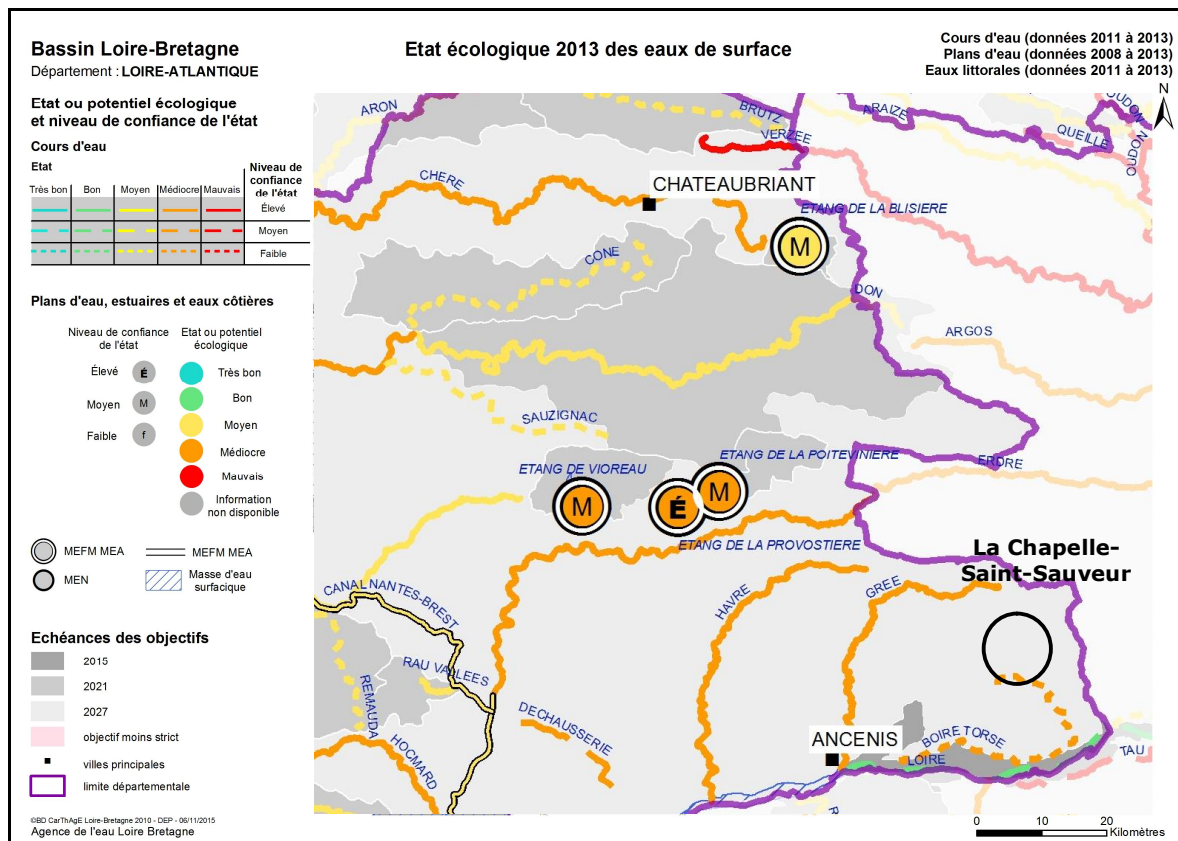 Bassin Loire-Bretagne
Département : LOIRE-ATLANTIQUE
Etat écologique 2013 des eaux de surface
Cours d'eau (données 2011 à 2013)
Plans d'eau (données 2008 à 2013)
Eaux littorales (données 2011 à 2013)
Etat ou potentiel écologique
et niveau de confiance de l'état
Cours d'eau
Etat
Niveau de
confiance
de l'état
Très bon
Bon
Moyen
Médiocre
Mauvais
Élevé
Moyen
Faible
Plans d'eau, estuaires et eaux côtières
Niveau de confiance
de l'état
Etat ou potentiel
écologique
Élevé
É
Très bon
Moyen
M
Bon
Faible
f
Moyen
Médiocre
Mauvais
Information
non disponible
MEFM MEA
MEFM MEA
MEN
Masse d'eau
surfacique
Echéances des objectifs
2015
2021
2027
objectif moins strict
villes principales
limite départementale
©BD CarThAgE Loire-Bretagne 2010 - DEP - 06/11/2015
Agence de l'eau Loire Bretagne
N
ARON
BRUTZ
VERZEE
ARAIZE
QUEILLE
OUDON
OUDON
CHERE
CHATEAUBRIANT
ETANG DE LA BLISIERE
M
CONE
DON
ARGOS
SAUZIGNAC
ETANG DE VIOREAU
M
ETANG DE LA POITEVINIERE
M
É
ETANG DE LA PROVOSTIERE
ERDRE
La Chapelle-
Saint-Sauveur
CANAL NANTES-BREST
HAVRE
GREE
RAU VALLEES
REMAUDA
HOCMARD
DECHAUSSERIE
ANCENIS
BOIRE TORSE
LOIRE
TAU
0 10 20
Kilomètres